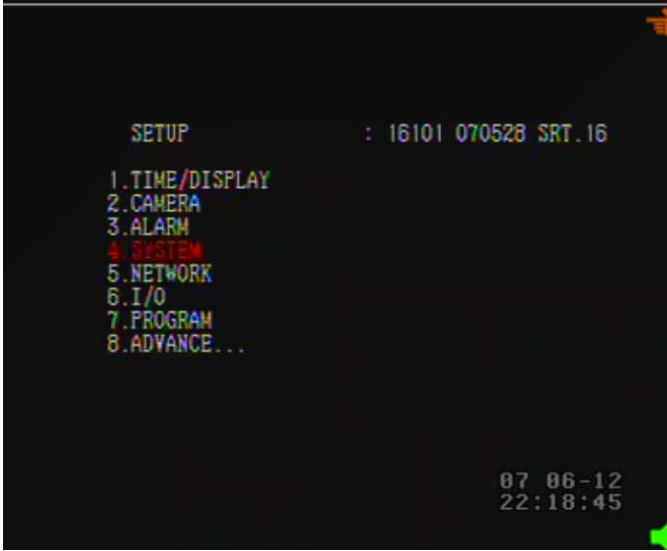 SETUP : 16101 070528 SRT.16
1.TIME/DISPLAY
2.CAMERA
3.ALARM
4.SYSTEM
5.NETWORK
6.I/O
7.PROGRAM
8.ADVANCE...
07 06-12
22:18:45